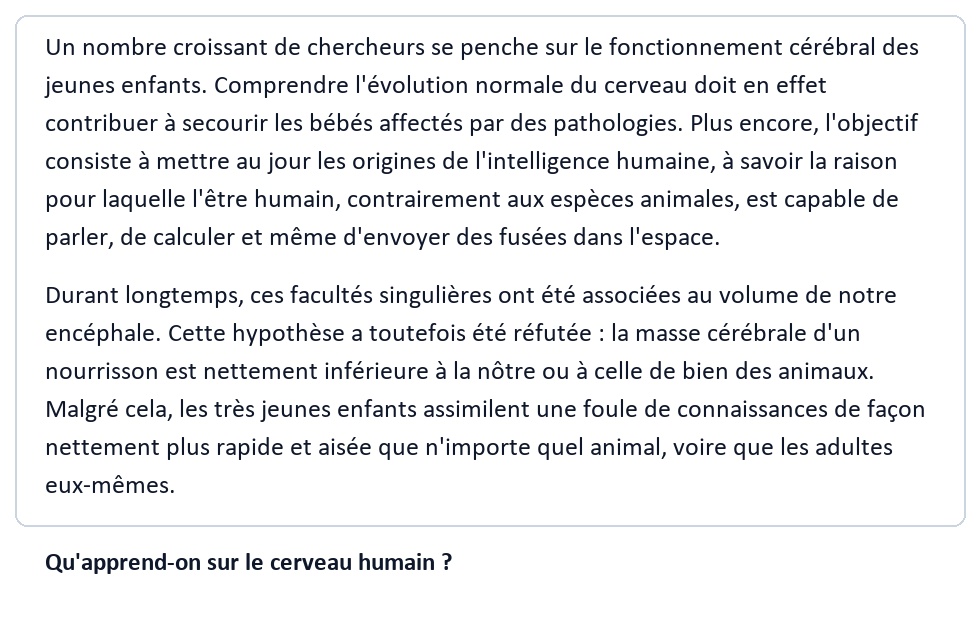 Un nombre croissant de chercheurs se penche sur le fonctionnement cérébral des
jeunes enfants. Comprendre l'évolution normale du cerveau doit en effet
contribuer à secourir les bébés affectés par des pathologies. Plus encore, l'objectif
consiste à mettre au jour les origines de l'intelligence humaine, à savoir la raison
pour laquelle l'être humain, contrairement aux espèces animales, est capable de
parler, de calculer et même d'envoyer des fusées dans l'espace.
Durant longtemps, ces facultés singulières ont été associées au volume de notre
encéphale. Cette hypothèse a toutefois été réfutée : la masse cérébrale d'un
nourrisson est nettement inférieure à la nôtre ou à celle de bien des animaux.
Malgré cela, les très jeunes enfants assimilent une foule de connaissances de façon
nettement plus rapide et aisée que n'importe quel animal, voire que les adultes
eux-mêmes.
Qu'apprend-on sur le cerveau humain ?